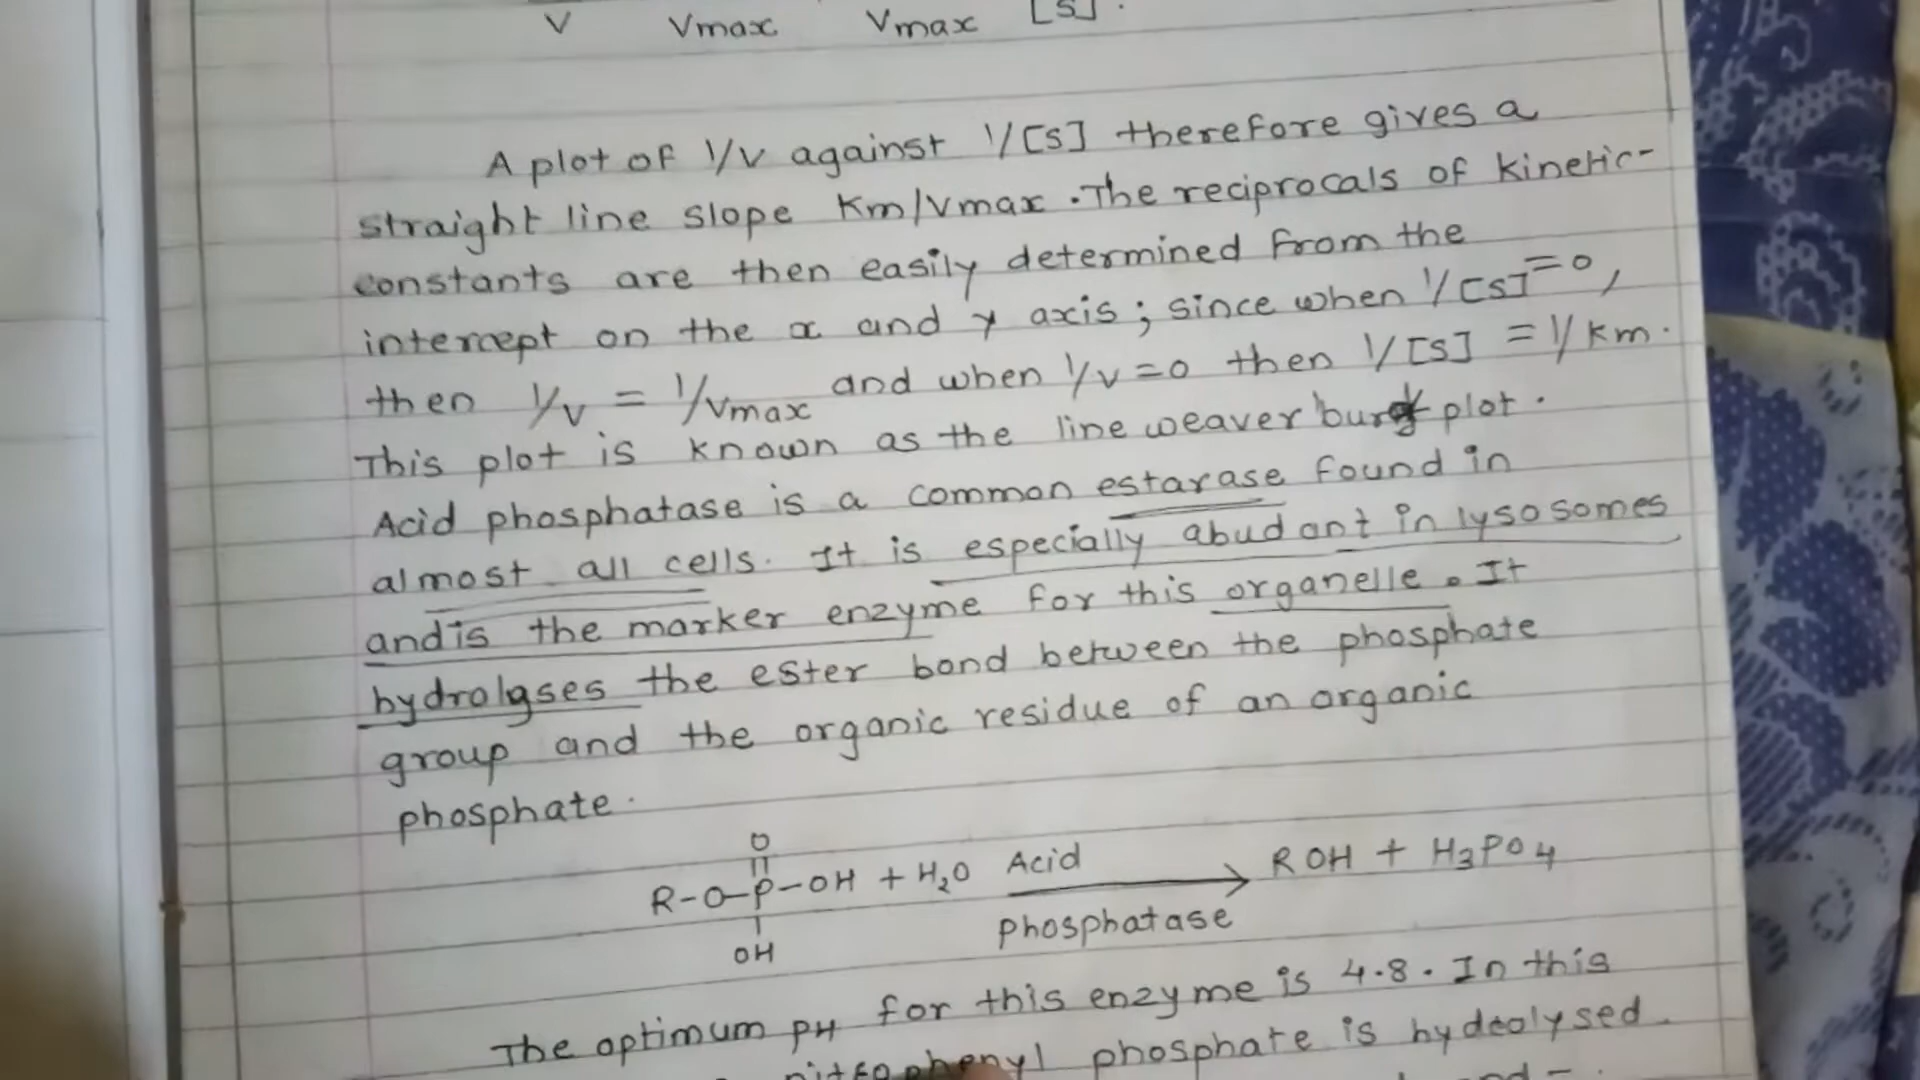 V Vmax Vmax [S].
A plot of 1/V against 1/[S] therefore gives a
straight line slope Km/Vmax. The reciprocals of kinetic-
constants are then easily determined from the
intercept on the x and y axis; since when 1/[S]=0,
then 1/V = 1/Vmax and when 1/V=0 then 1/[S] = 1/Km.
This plot is known as the line weaver burk plot.
Acid phosphatase is a common estarase found in
almost all cells. It is especially abudant in lysosomes
and is the marker enzyme for this organelle. It
hydrolyses the ester bond between the phosphate
group and the organic residue of an organic
phosphate.
O
R-O-P-OH + H2O Acid phosphatase → ROH + H3PO4
OH
The optimum pH for this enzyme is 4.8. In this
phosphate is hydrolysed